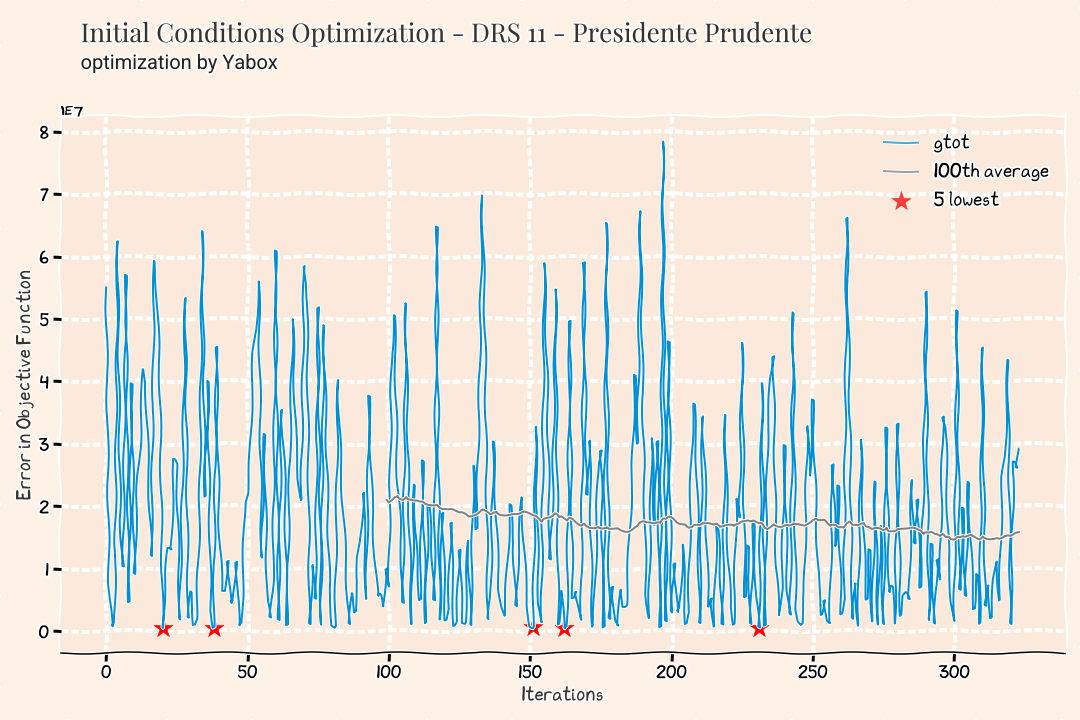 Initial Conditions Optimization - DRS 11 - Presidente Prudente
optimization by Yabox
1E7
8
7
6
5
4
3
2
1
0
Error in Objective Function
gtot
100th average
5 lowest
0 50 100 150 200 250 300
Iterations